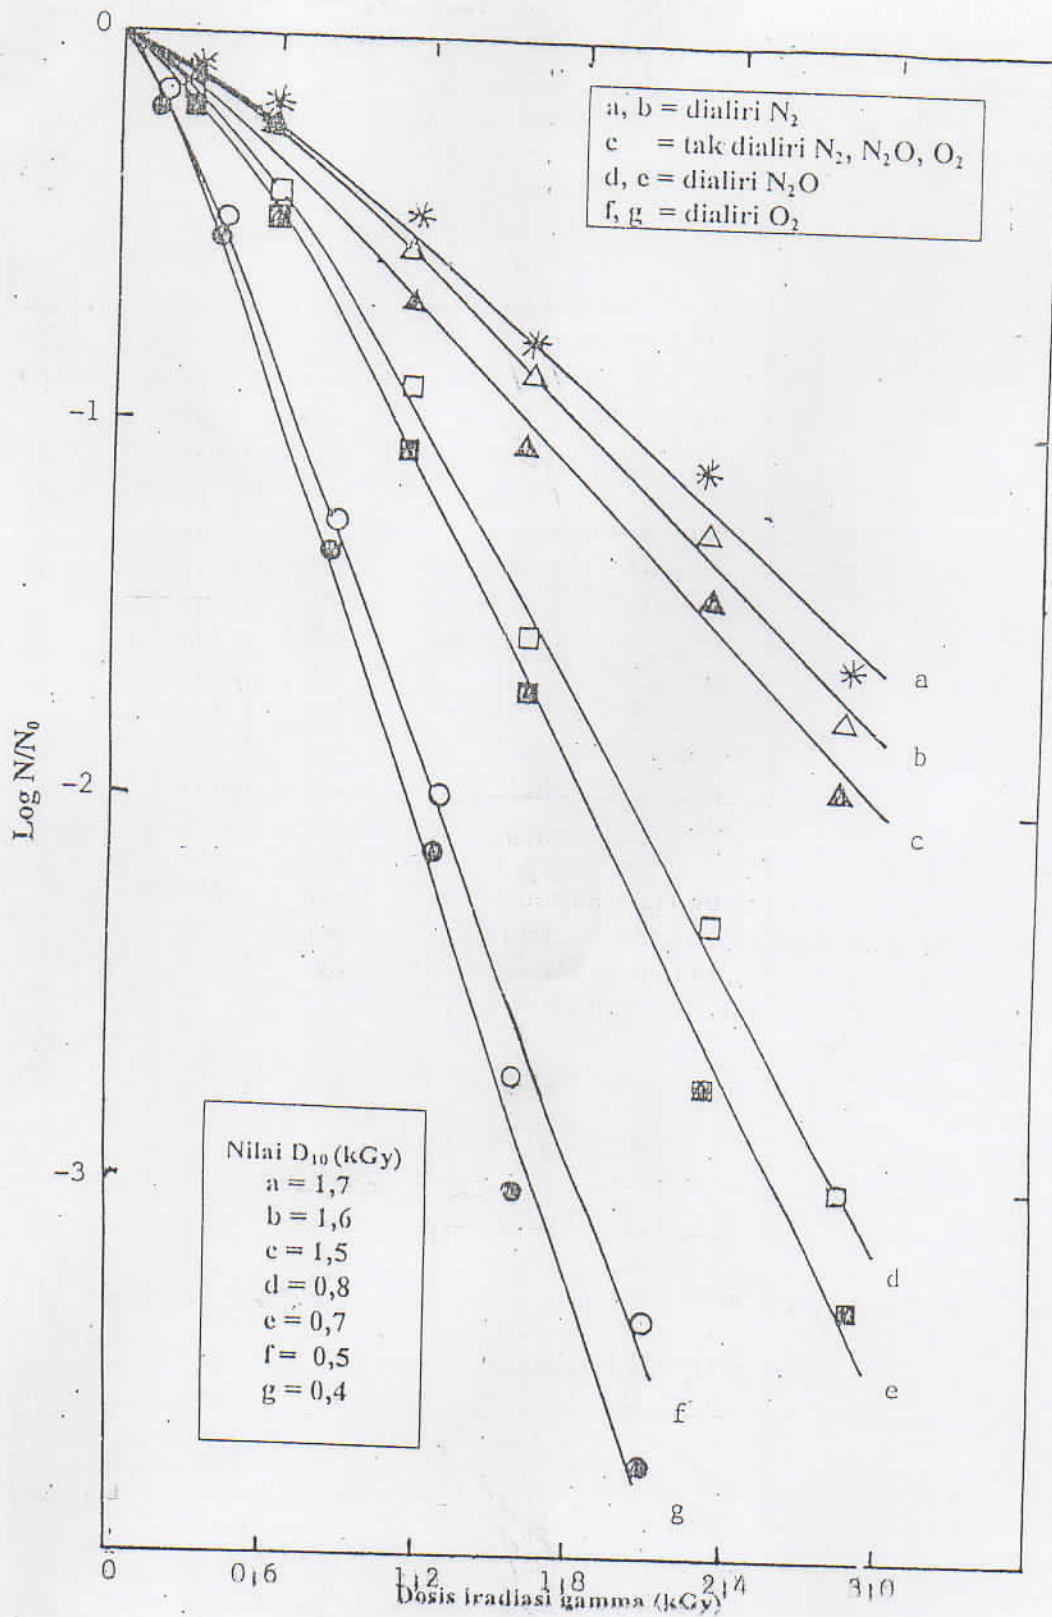 0
a, b = dialiri N₂
c = tak dialiri N₂, N₂O, O₂
d, e = dialiri N₂O
f, g = dialiri O₂
-1
a
b
-2
c
Log N/N₀
-3
Nilai D₁₀ (kGy)
a = 1,7
b = 1,6
c = 1,5
d = 0,8
e = 0,7
f = 0,5
g = 0,4
d
e
f
g
0 0,6 1,2 1,8 2,4 3,0
Dosis iradiasi gamma (kGy)